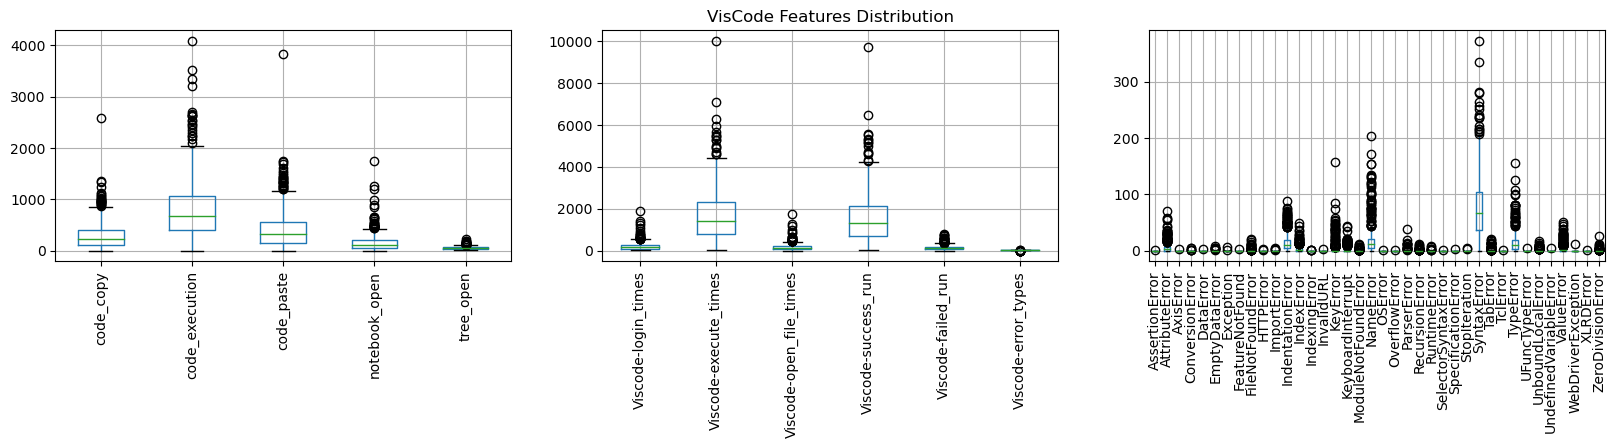 VisCode Features Distribution
4000
3000
2000
1000
0
code_copy
code_execution
code_paste
notebook_open
tree_open
10000
8000
6000
4000
2000
0
Viscode-login_times
Viscode-execute_times
Viscode-open_file_times
Viscode-success_run
Viscode-failed_run
Viscode-error_types
300
200
100
0
AssertionError
AttributeError
AxisError
ConversionError
DataError
EmptyDataError
Exception
FeatureNotFound
FileNotFoundError
HTTPError
ImportError
IndentationError
IndexError
IndexingError
InvalidURL
KeyError
KeyboardInterrupt
ModuleNotFoundError
NameError
OSError
OverflowError
ParserError
RecursionError
RuntimeError
SelectorSyntaxError
SpecificationError
StopIteration
SyntaxError
TabError
TclError
TypeError
UFuncTypeError
UnboundLocalError
UndefinedVariableError
ValueError
WebDriverException
XLRDError
ZeroDivisionError